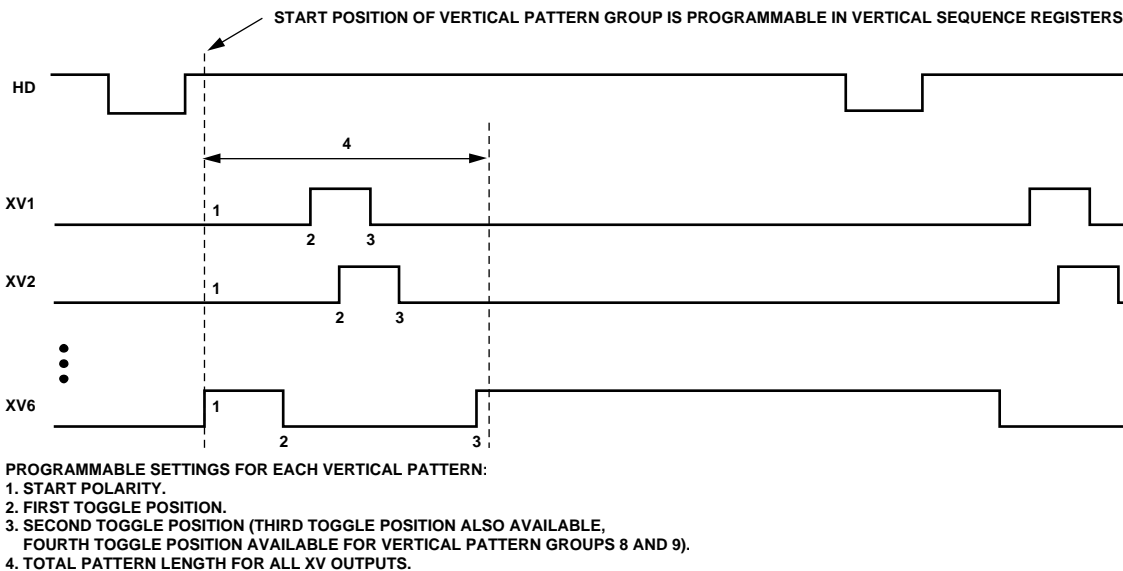 START POSITION OF VERTICAL PATTERN GROUP IS PROGRAMMABLE IN VERTICAL SEQUENCE REGISTERS
HD
4
XV1
1
2 3
XV2
1
2 3
XV6
1
2 3
PROGRAMMABLE SETTINGS FOR EACH VERTICAL PATTERN:
1. START POLARITY.
2. FIRST TOGGLE POSITION.
3. SECOND TOGGLE POSITION (THIRD TOGGLE POSITION ALSO AVAILABLE,
FOURTH TOGGLE POSITION AVAILABLE FOR VERTICAL PATTERN GROUPS 8 AND 9).
4. TOTAL PATTERN LENGTH FOR ALL XV OUTPUTS.